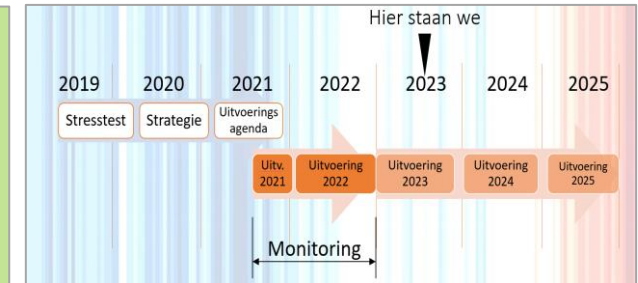 Hier staan we
2019 2020 2021 2022 2023 2024 2025
Stresstest
Strategie
Uitvoerings
agenda
Uitv.
2021
Uitvoering
2022
Uitvoering
2023
Uitvoering
2024
Uitvoering
2025
Monitoring